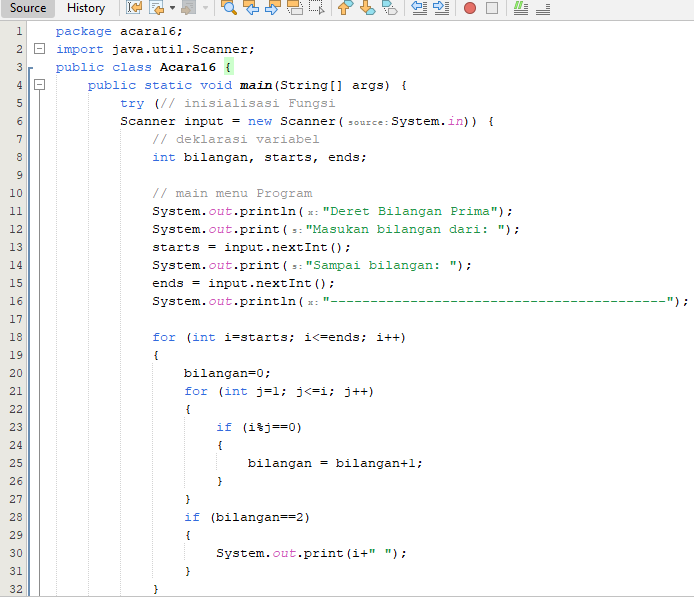 Source History
1 package acara16;
2 import java.util.Scanner;
3 public class Acara16 {
4 public static void main(String[] args) {
5 try (// inisialisasi Fungsi
6 Scanner input = new Scanner(source:System.in)) {
7 // deklarasi variabel
8 int bilangan, starts, ends;
9
10 // main menu Program
11 System.out.println(x:"Deret Bilangan Prima");
12 System.out.print(s:"Masukan bilangan dari: ");
13 starts = input.nextInt();
14 System.out.print(s:"Sampai bilangan: ");
15 ends = input.nextInt();
16 System.out.println(x:"------------------------------------------");
17
18 for (int i=starts; i<=ends; i++)
19 {
20 bilangan=0;
21 for (int j=1; j<=i; j++)
22 {
23 if (i%j==0)
24 {
25 bilangan = bilangan+1;
26 }
27 }
28 if (bilangan==2)
29 {
30 System.out.print(i+" ");
31 }
32 }